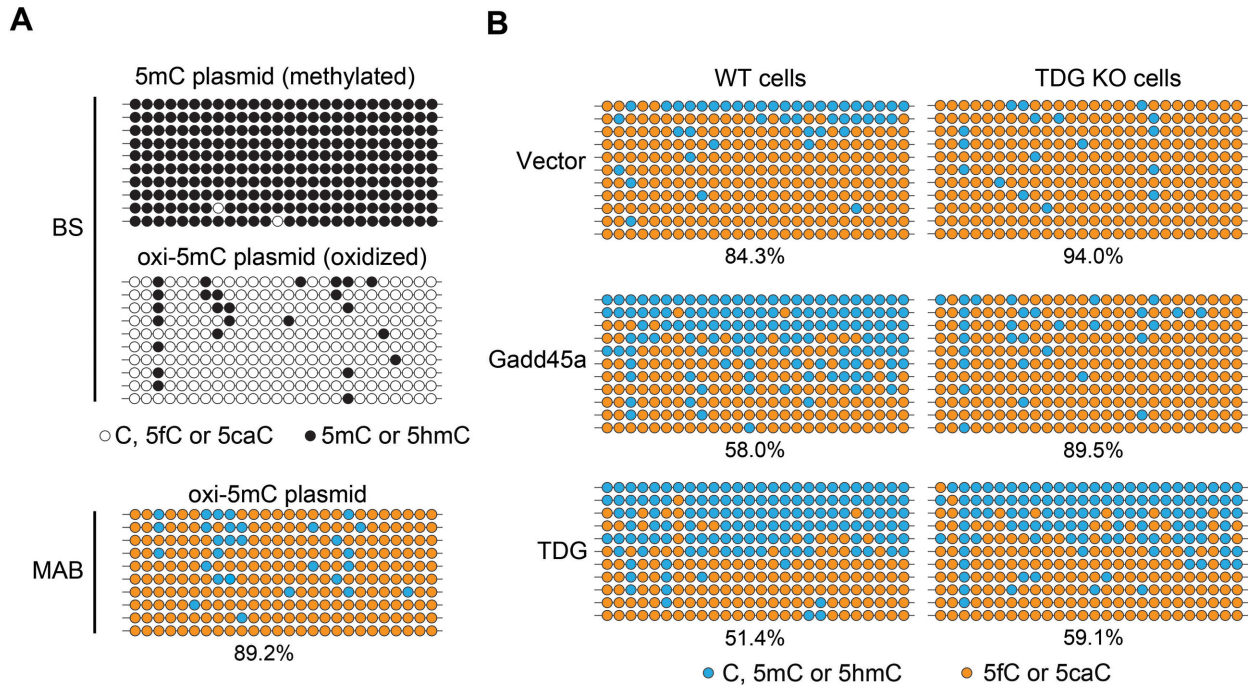 A
5mC plasmid (methylated)
BS
oxi-5mC plasmid (oxidized)
C, 5fC or 5caC
5mC or 5hmC
oxi-5mC plasmid
MAB
89.2%
B
WT cells
TDG KO cells
Vector
84.3%
94.0%
Gadd45a
58.0%
89.5%
TDG
51.4%
59.1%
C, 5mC or 5hmC
5fC or 5caC